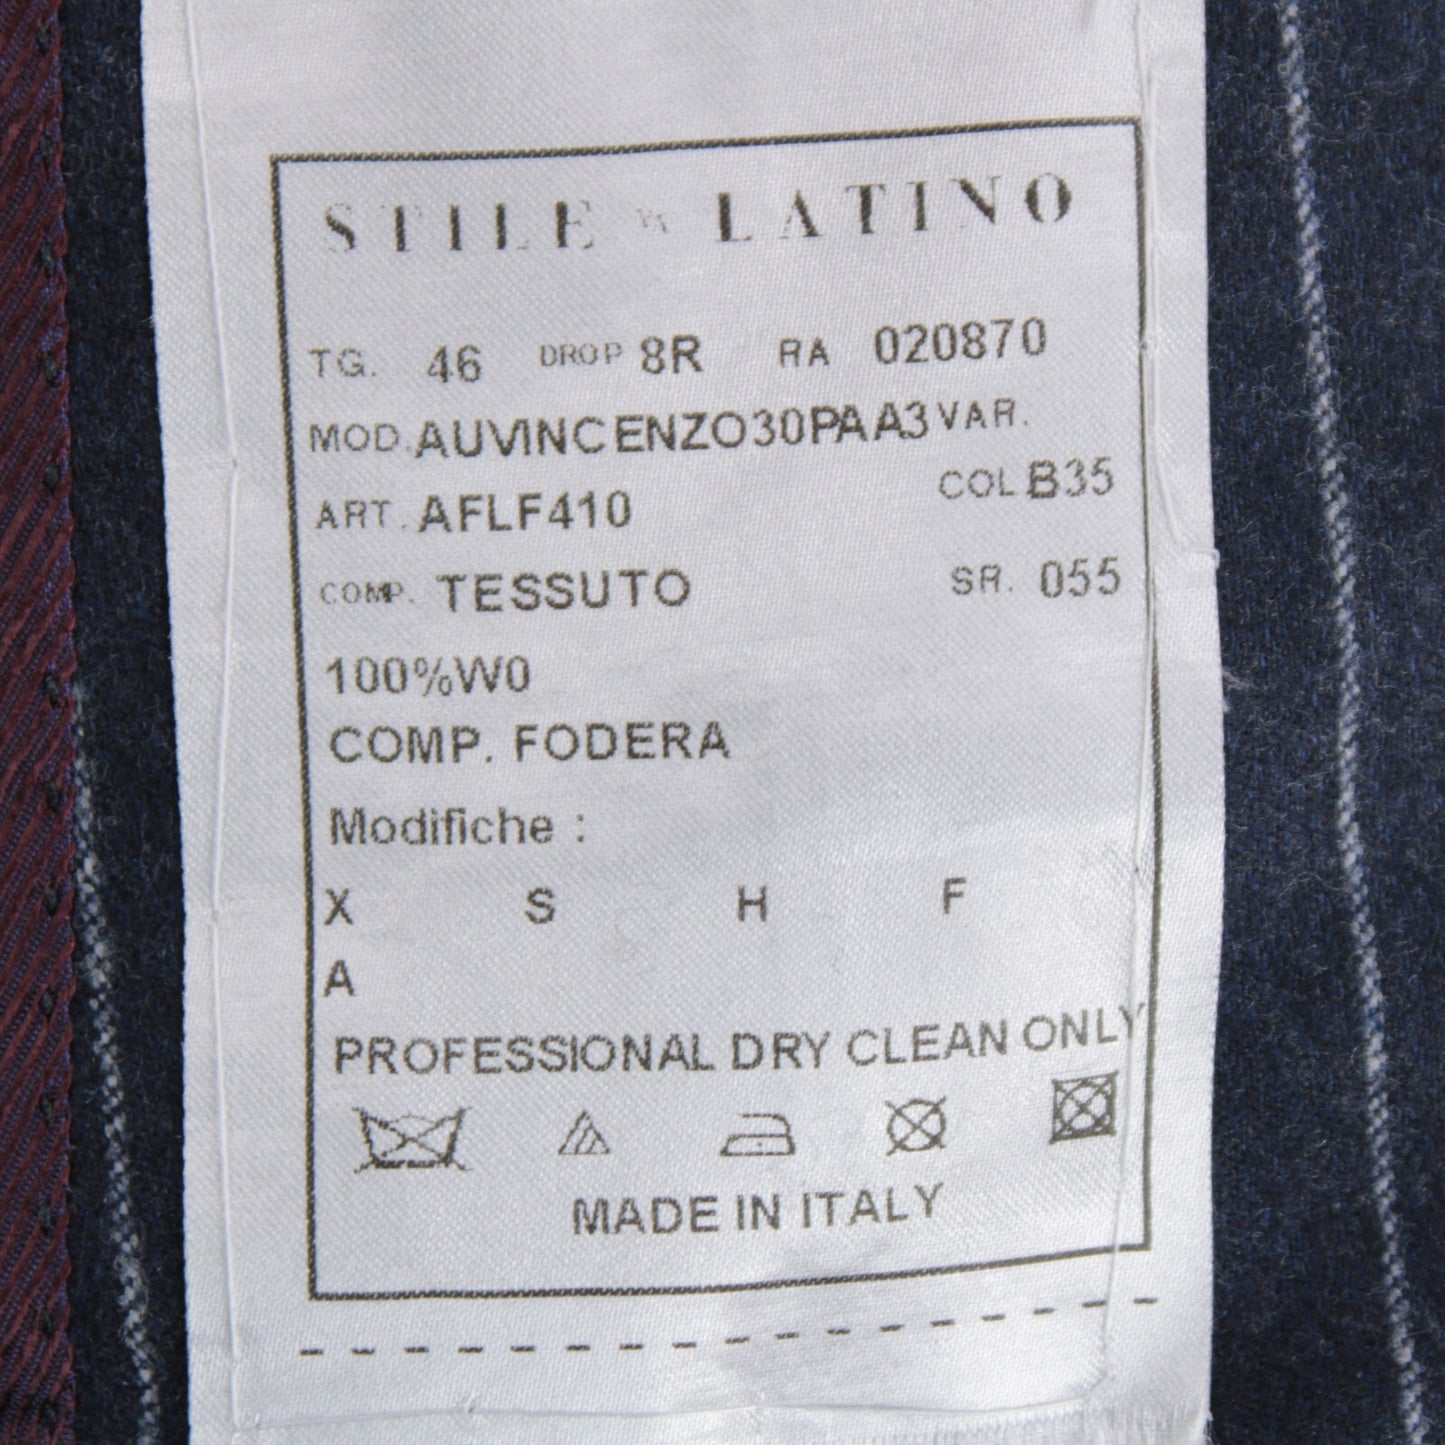 STILE LATINO
TG. 46 DROP 8R RA 020870
MOD. AUVINCENZO30PAA3 VAR.
ART. AFLF410 COL B35
COMP. TESSUTO SR. 055
100%W0
COMP. FODERA
Modifiche :
X S H F
A
PROFESSIONAL DRY CLEAN ONLY
MADE IN ITALY